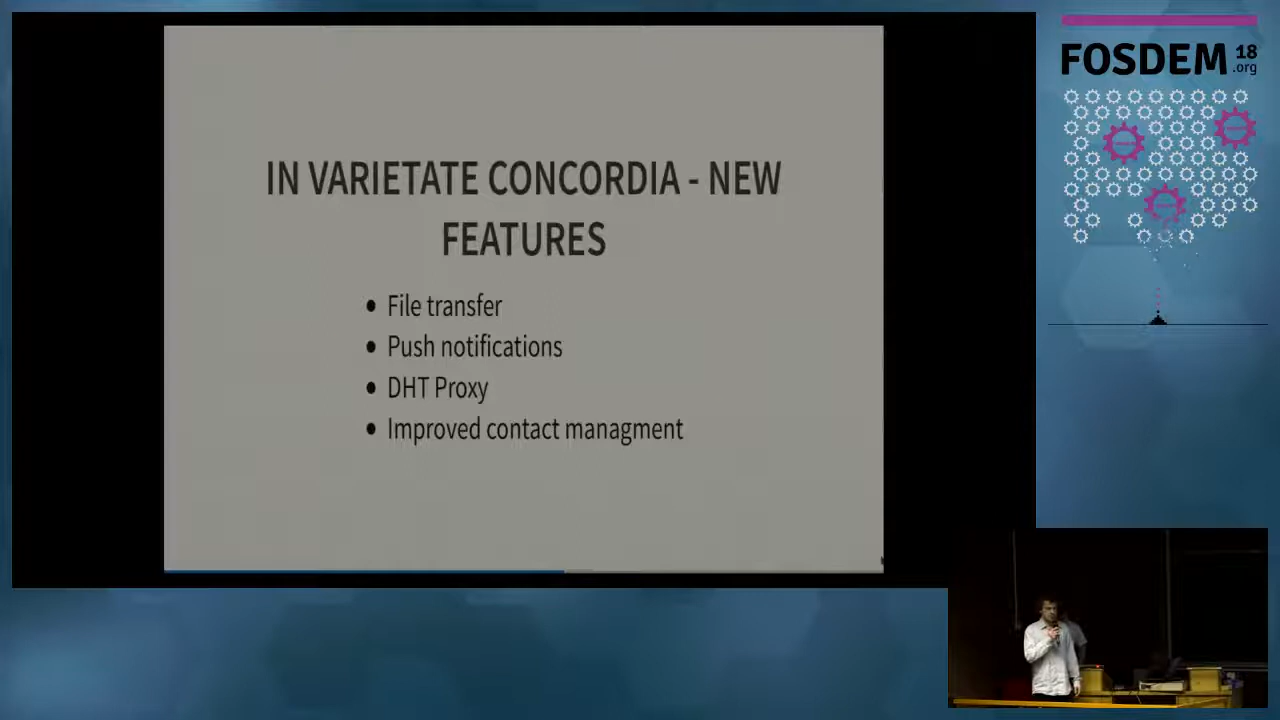 IN VARIETATE CONCORDIA - NEW
FEATURES
• File transfer
• Push notifications
• DHT Proxy
• Improved contact managment
FOSDEM 18
.org